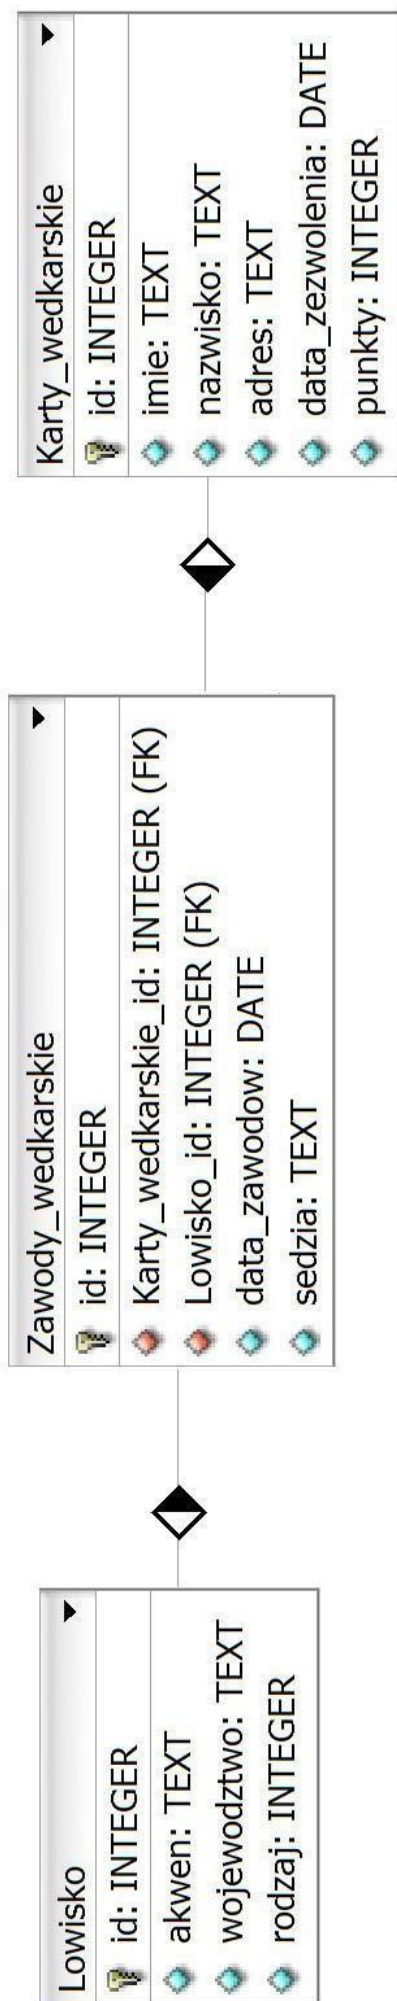 Lowisko
id: INTEGER
akwen: TEXT
wojewodztwo: TEXT
rodzaj: INTEGER
Zawody_wedkarskie
id: INTEGER
Karty_wedkarskie_id: INTEGER (FK)
Lowisko_id: INTEGER (FK)
data_zawodow: DATE
sedzia: TEXT
Karty_wedkarskie
id: INTEGER
imie: TEXT
nazwisko: TEXT
adres: TEXT
data_zezwolenia: DATE
punkty: INTEGER